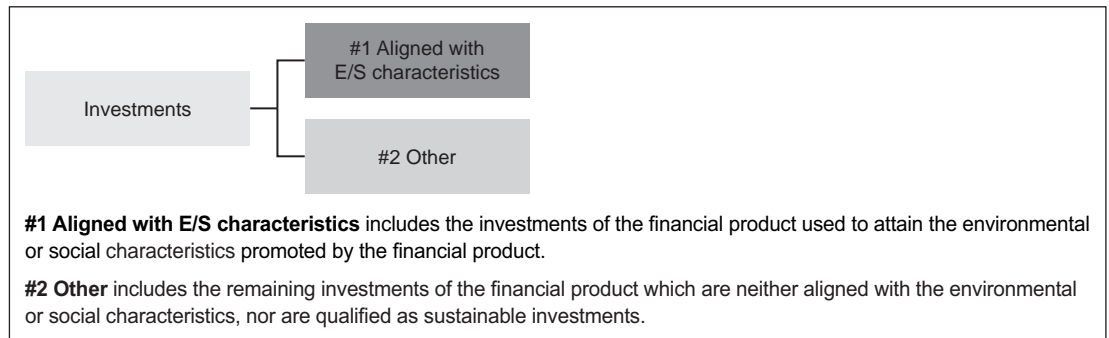 #1 Aligned with
E/S characteristics
Investments
#2 Other
#1 Aligned with E/S characteristics includes the investments of the financial product used to attain the environmental
or social characteristics promoted by the financial product.
#2 Other includes the remaining investments of the financial product which are neither aligned with the environmental
or social characteristics, nor are qualified as sustainable investments.